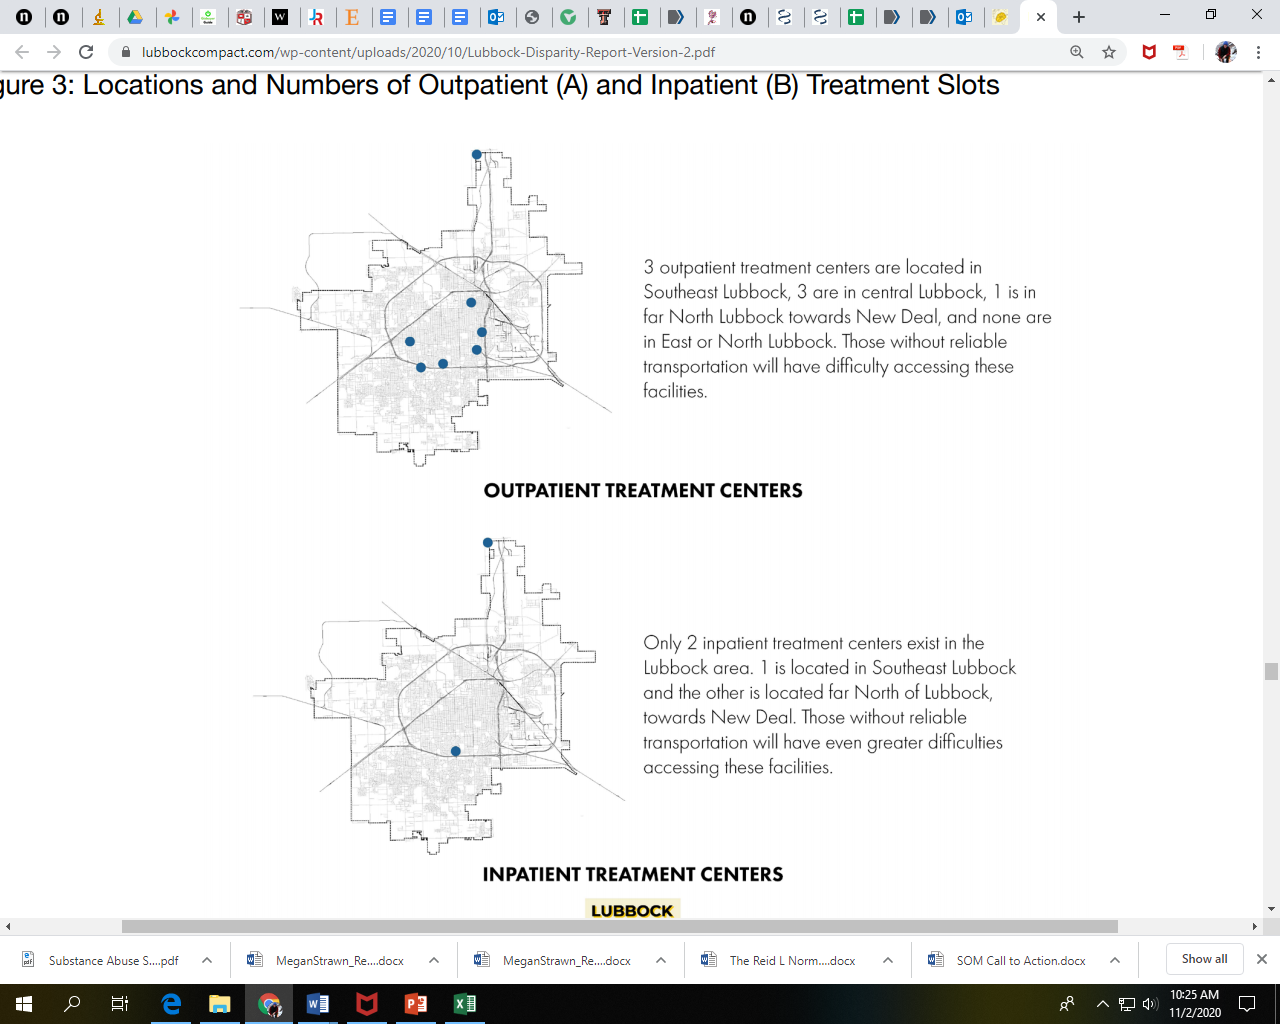 lubbockcompact.com/wp-content/uploads/2020/10/Lubbock-Disparity-Report-Version-2.pdf
gure 3: Locations and Numbers of Outpatient (A) and Inpatient (B) Treatment Slots
3 outpatient treatment centers are located in
Southeast Lubbock, 3 are in central Lubbock, 1 is in
far North Lubbock towards New Deal, and none are
in East or North Lubbock. Those without reliable
transportation will have difficulty accessing these
facilities.
OUTPATIENT TREATMENT CENTERS
Only 2 inpatient treatment centers exist in the
Lubbock area. 1 is located in Southeast Lubbock
and the other is located far North of Lubbock,
towards New Deal. Those without reliable
transportation will have even greater difficulties
accessing these facilities.
INPATIENT TREATMENT CENTERS
LUBBOCK
Substance Abuse S....pdf
MeganStrawn_Re....docx
MeganStrawn_Re....docx
The Reid L Norm....docx
SOM Call to Action.docx
Show all
10:25 AM
11/2/2020